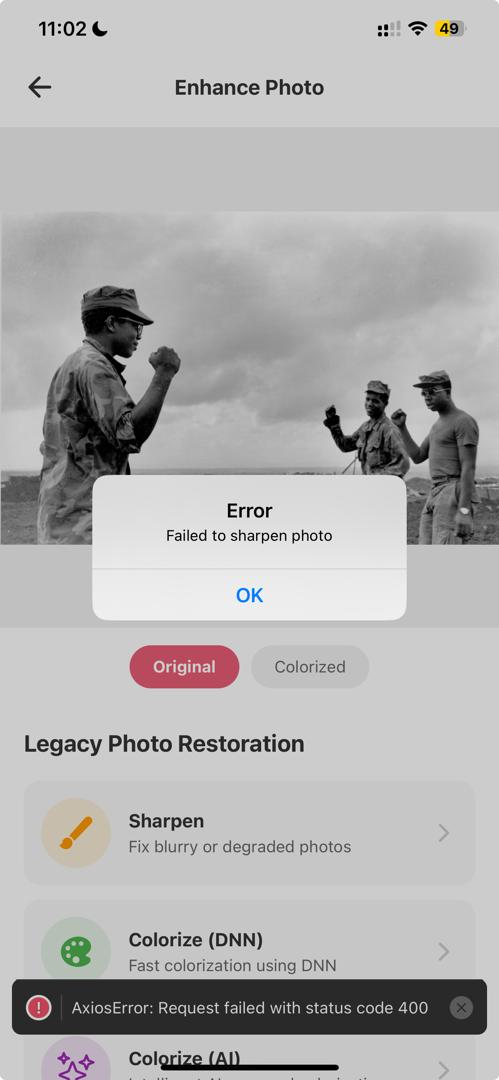 11:02
49
Enhance Photo
Error
Failed to sharpen photo
OK
Original
Colorized
Legacy Photo Restoration
Sharpen
Fix blurry or degraded photos
Colorize (DNN)
Fast colorization using DNN
AxiosError: Request failed with status code 400
Colorize (AI)